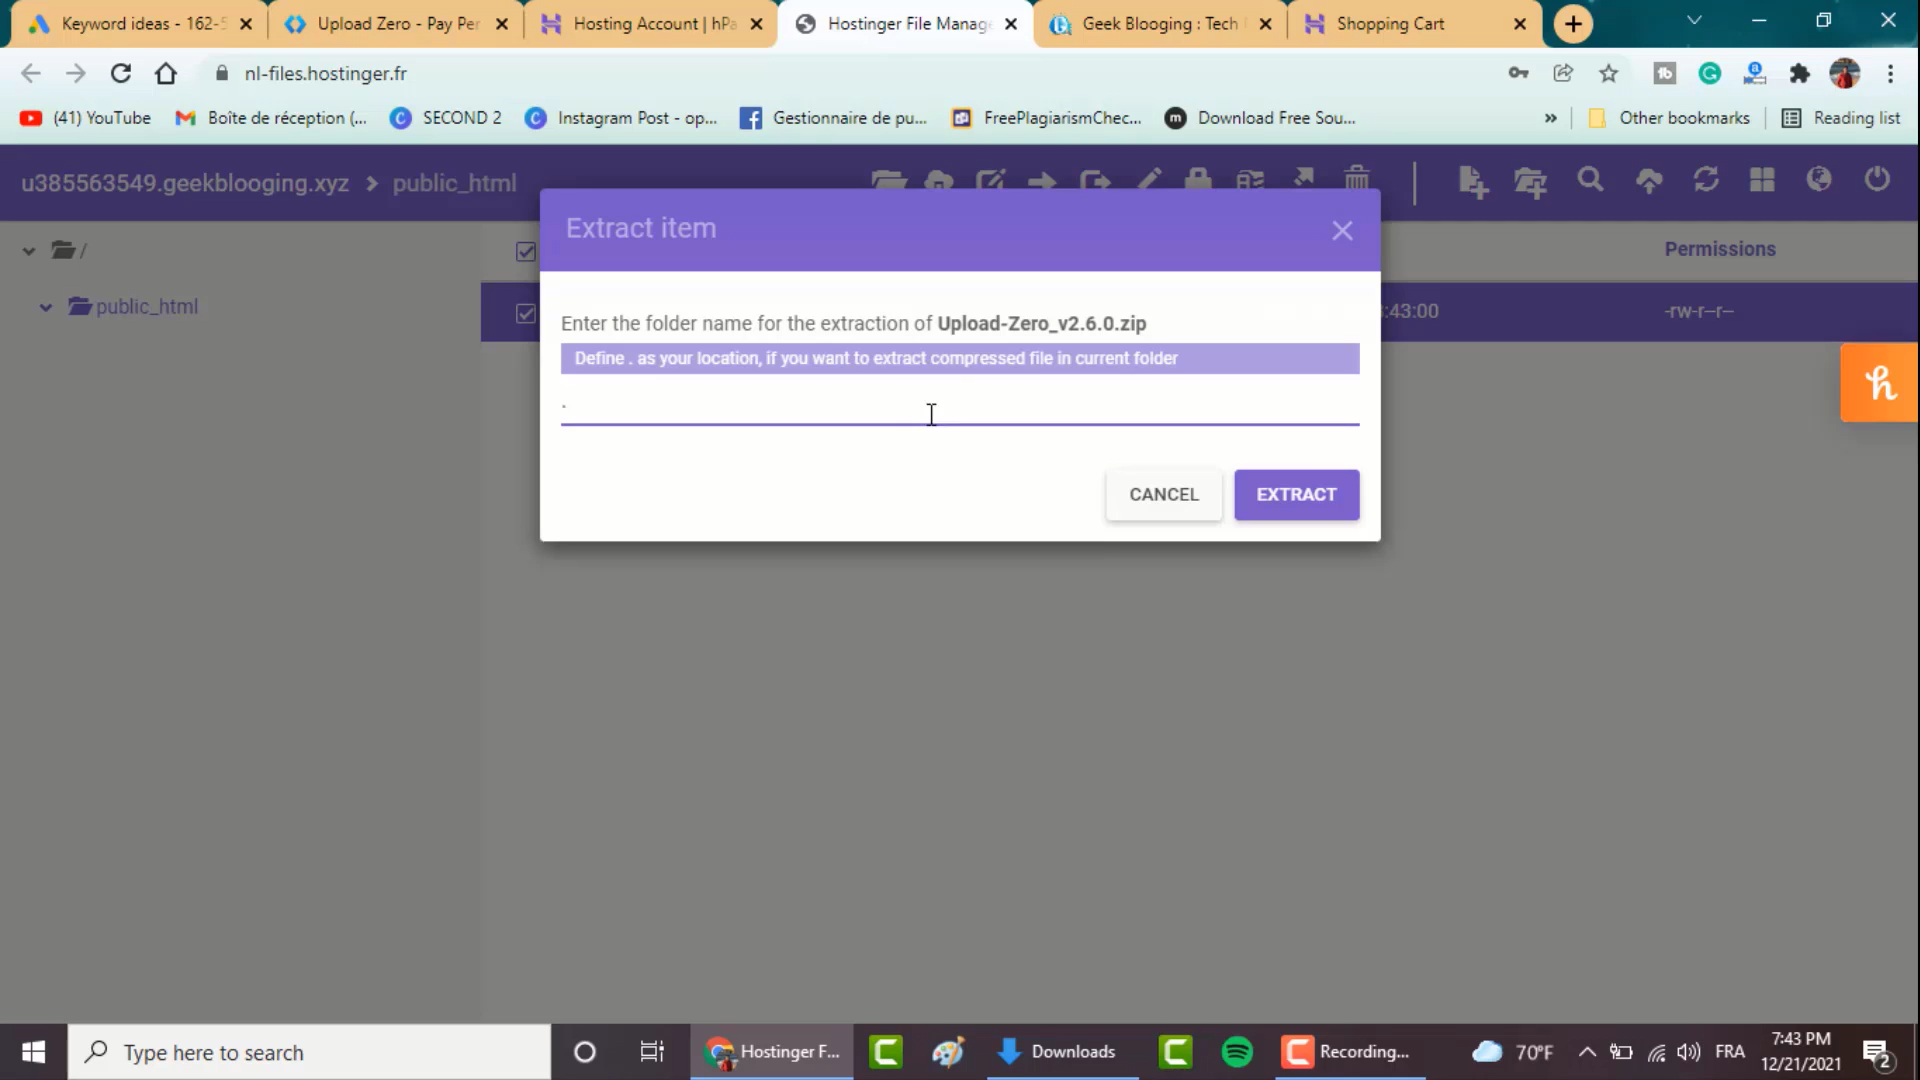 Keyword ideas - 162-5
Upload Zero - Pay Per
Hosting Account | hPa
Hostinger File Manage
Geek Blooging : Tech
Shopping Cart
nl-files.hostinger.fr
(41) YouTube
Boîte de réception (...
SECOND 2
Instagram Post - op...
Gestionnaire de pu...
FreePlagiarismChec...
Download Free Sou...
Other bookmarks
Reading list
u385563549.geekblooging.xyz > public_html
/
public_html
Permissions
:43:00
-rw-r--r--
Extract item
Enter the folder name for the extraction of Upload-Zero_v2.6.0.zip
Define . as your location, if you want to extract compressed file in current folder
.
CANCEL
EXTRACT
Type here to search
Hostinger F...
Downloads
Recording...
70°F
FRA
7:43 PM
12/21/2021
2